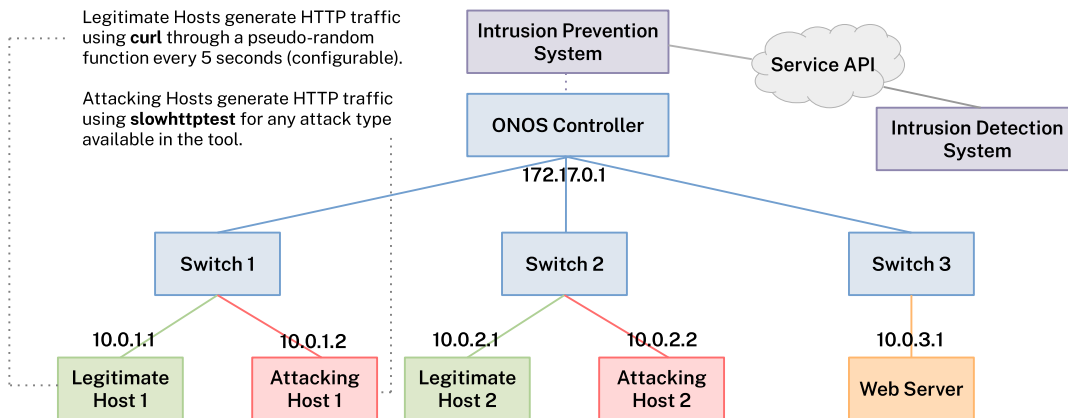 Legitimate Hosts generate HTTP traffic
using curl through a pseudo-random
function every 5 seconds (configurable).
Attacking Hosts generate HTTP traffic
using slowhttptest for any attack type
available in the tool.
Intrusion Prevention
System
Service API
ONOS Controller
Intrusion Detection
System
172.17.0.1
Switch 1
Switch 2
Switch 3
10.0.1.1
10.0.1.2
10.0.2.1
10.0.2.2
10.0.3.1
Legitimate
Host 1
Attacking
Host 1
Legitimate
Host 2
Attacking
Host 2
Web Server